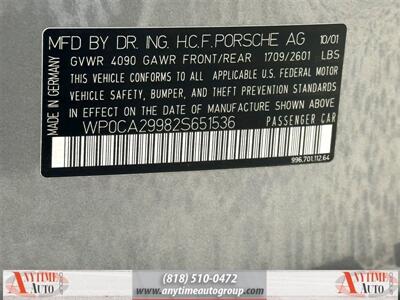 MFD BY DR. ING. H.C.F. PORSCHE AG 10/01
GVWR 4090 GAWR FRONT/REAR 1709/2601 LBS
THIS VEHICLE CONFORMS TO ALL APPLICABLE U.S. FEDERAL MOTOR
VEHICLE SAFETY, BUMPER, AND THEFT PREVENTION STANDARDS IN
EFFECT ON THE DATE OF MANUFACTURE SHOWN ABOVE.
WP0CA29982S651536 PASSENGER CAR
MADE IN GERMANY
996.701.112.64
ANYTIME AUTO
(818) 510-0472
www.anytimeautogroup.com
ANYTIME AUTO